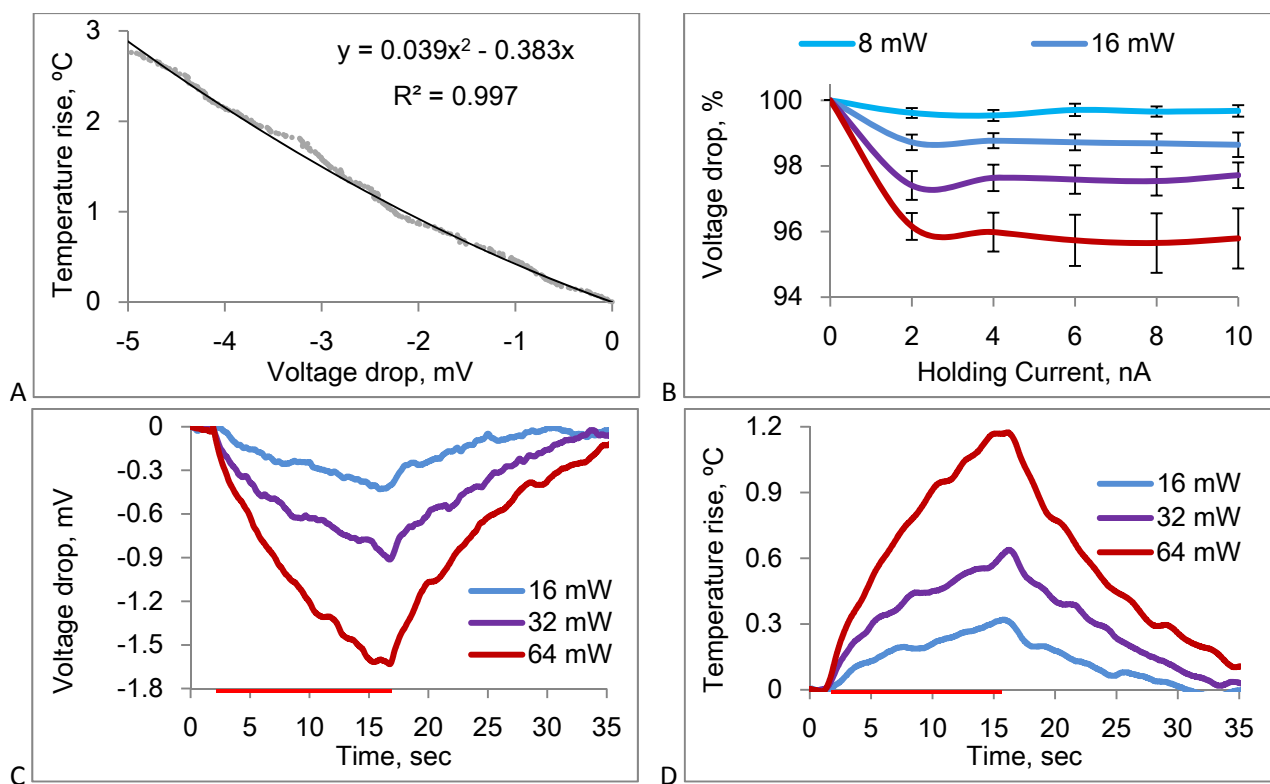 3
2
1
0
Temperature rise, ºC
y = 0.039x² - 0.383x
R² = 0.997
-5 -4 -3 -2 -1 0
Voltage drop, mV
A
8 mW 16 mW
100
98
96
94
Voltage drop, %
0 2 4 6 8 10
Holding Current, nA
B
0
-0.3
-0.6
-0.9
-1.2
-1.5
-1.8
Voltage drop, mV
16 mW
32 mW
64 mW
0 5 10 15 20 25 30 35
Time, sec
C
1.2
0.9
0.6
0.3
0
Temperature rise, ºC
16 mW
32 mW
64 mW
0 5 10 15 20 25 30 35
Time, sec
D